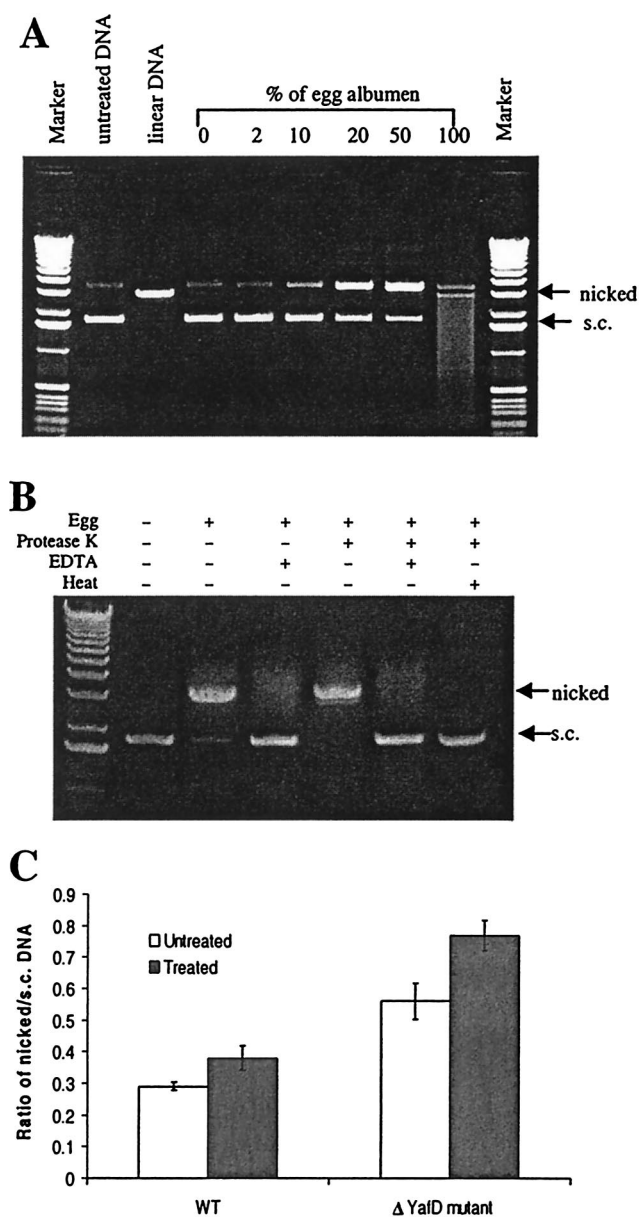 A
Marker
untreated DNA
linear DNA
% of egg albumen
0 2 10 20 50 100
Marker
nicked
s.c.
B
Egg - + + + + +
Protease K - - - + + +
EDTA - - + - + -
Heat - - - - - +
nicked
s.c.
C
Ratio of nicked/s.c. DNA
0.9
0.8
0.7
0.6
0.5
0.4
0.3
0.2
0.1
0
Untreated
Treated
WT
Δ YafD mutant